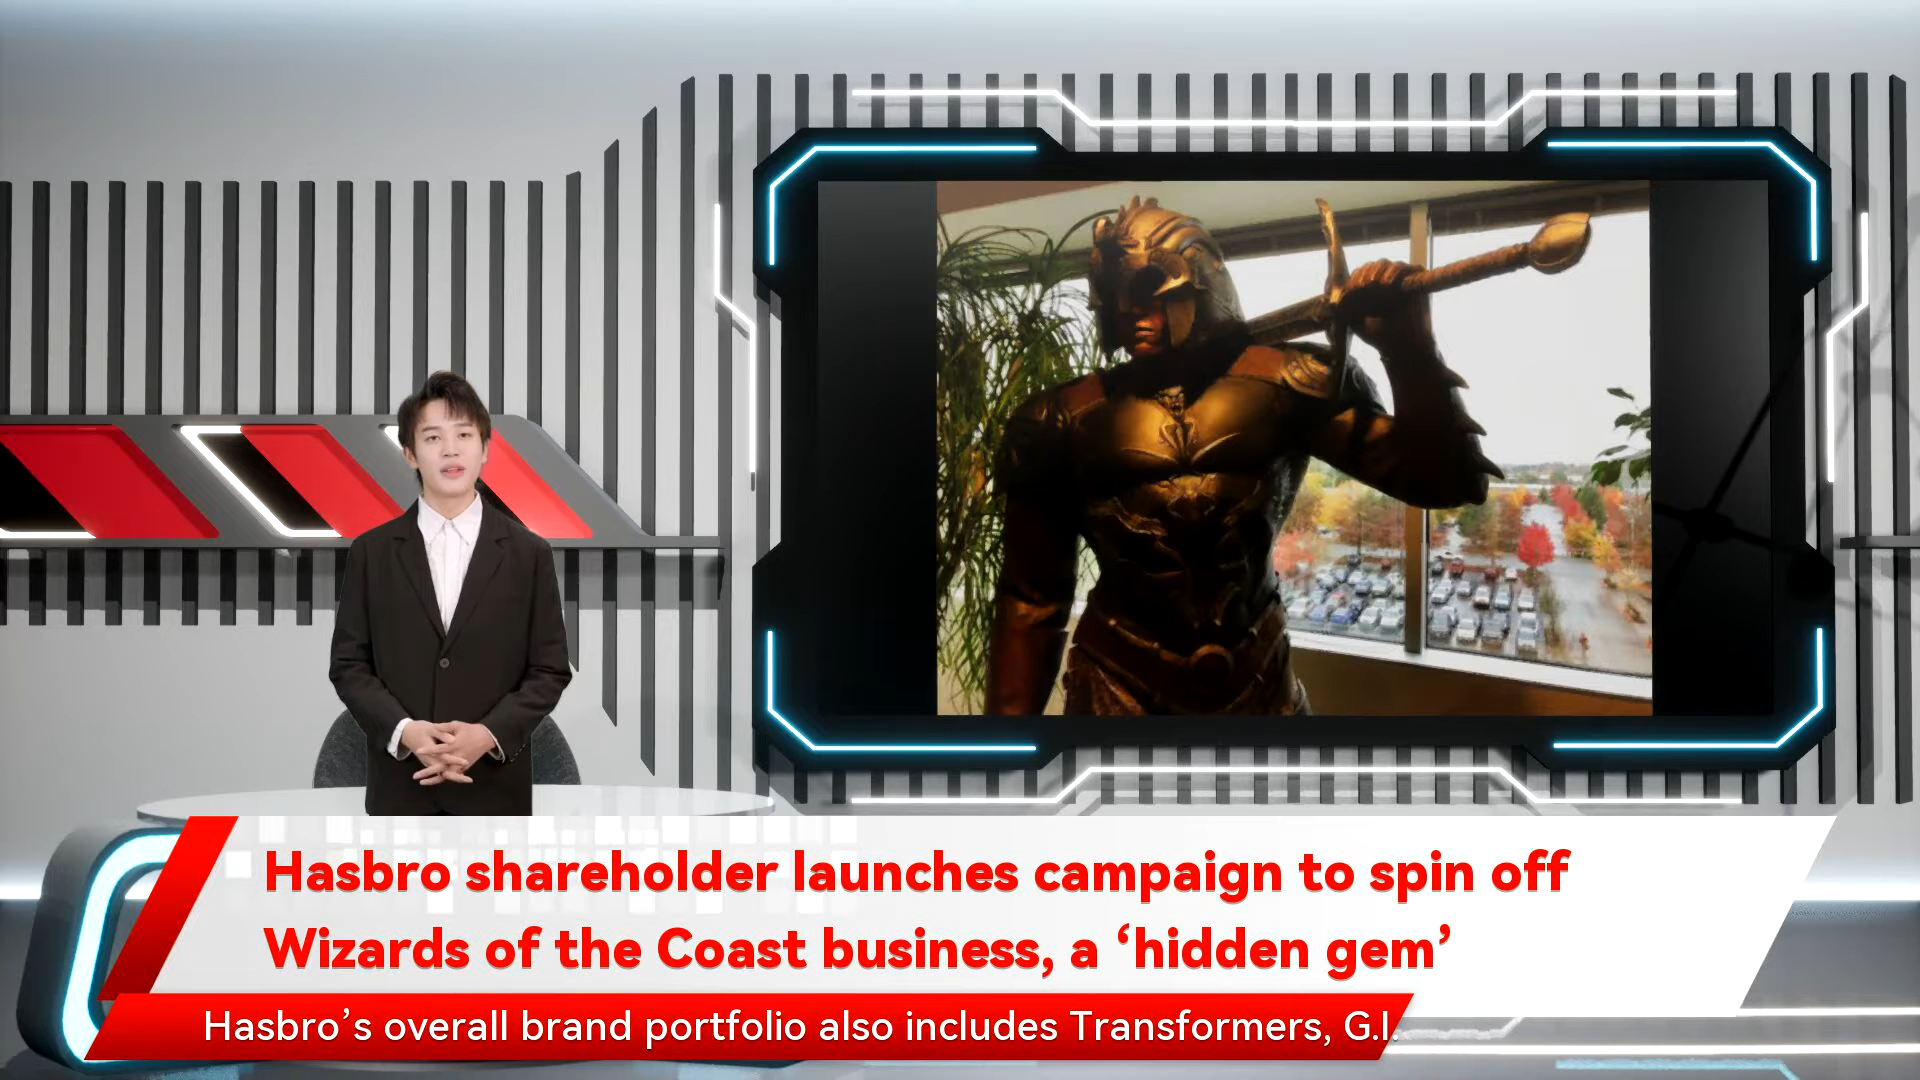 Hasbro shareholder launches campaign to spin off
Wizards of the Coast business, a ‘hidden gem’
Hasbro’s overall brand portfolio also includes Transformers, G.I.